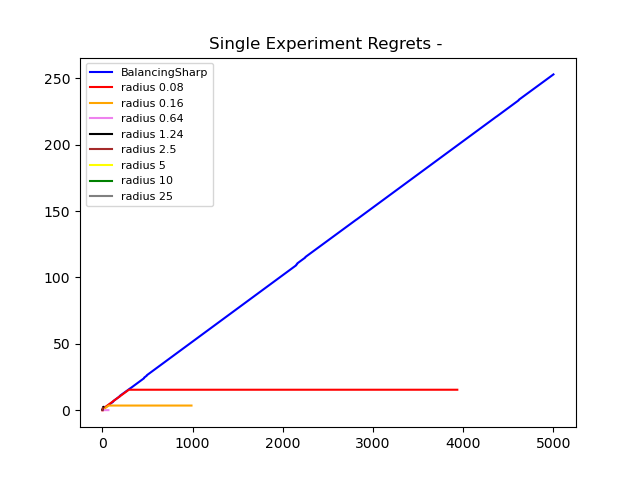 Single Experiment Regrets -
BalancingSharp
radius 0.08
radius 0.16
radius 0.64
radius 1.24
radius 2.5
radius 5
radius 10
radius 25
250
200
150
100
50
0
0 1000 2000 3000 4000 5000